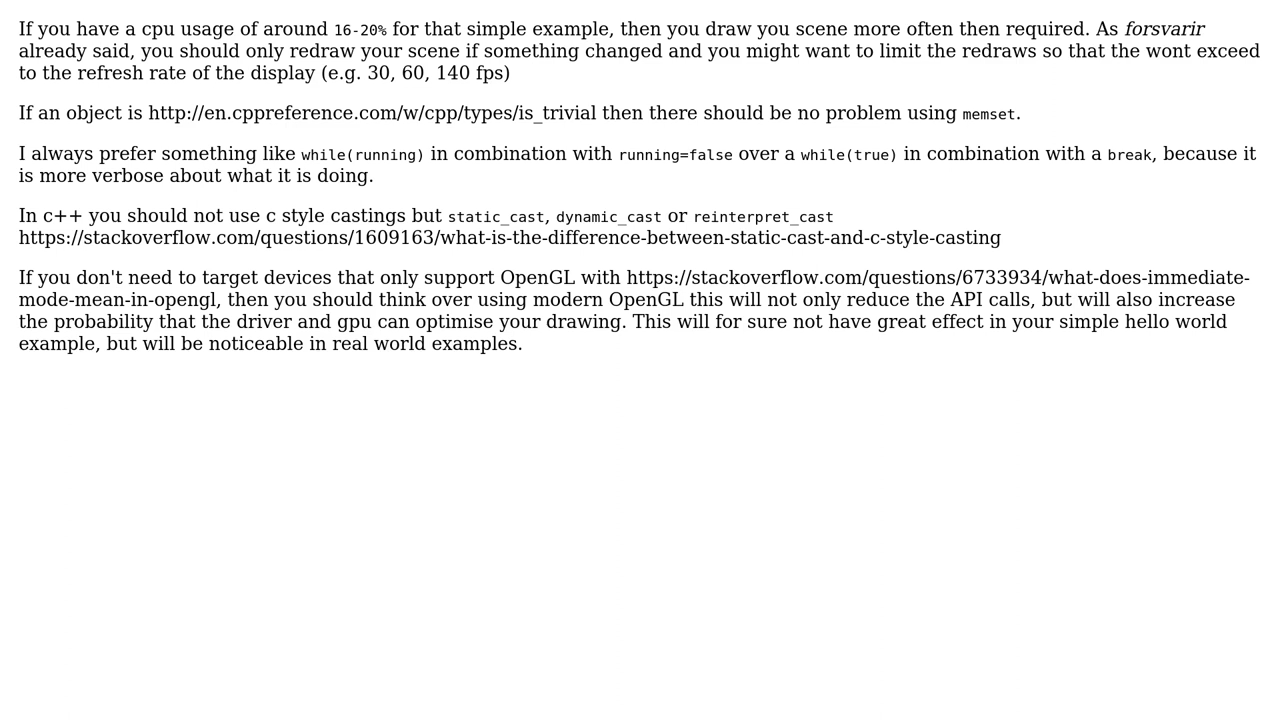 If you have a cpu usage of around 16-20% for that simple example, then you draw you scene more often then required. As forsvarir
already said, you should only redraw your scene if something changed and you might want to limit the redraws so that the wont exceed
to the refresh rate of the display (e.g. 30, 60, 140 fps)
If an object is http://en.cppreference.com/w/cpp/types/is_trivial then there should be no problem using memset.
I always prefer something like while(running) in combination with running=false over a while(true) in combination with a break, because it
is more verbose about what it is doing.
In c++ you should not use c style castings but static_cast, dynamic_cast or reinterpret_cast
https://stackoverflow.com/questions/1609163/what-is-the-difference-between-static-cast-and-c-style-casting
If you don't need to target devices that only support OpenGL with https://stackoverflow.com/questions/6733934/what-does-immediate-
mode-mean-in-opengl, then you should think over using modern OpenGL this will not only reduce the API calls, but will also increase
the probability that the driver and gpu can optimise your drawing. This will for sure not have great effect in your simple hello world
example, but will be noticeable in real world examples.